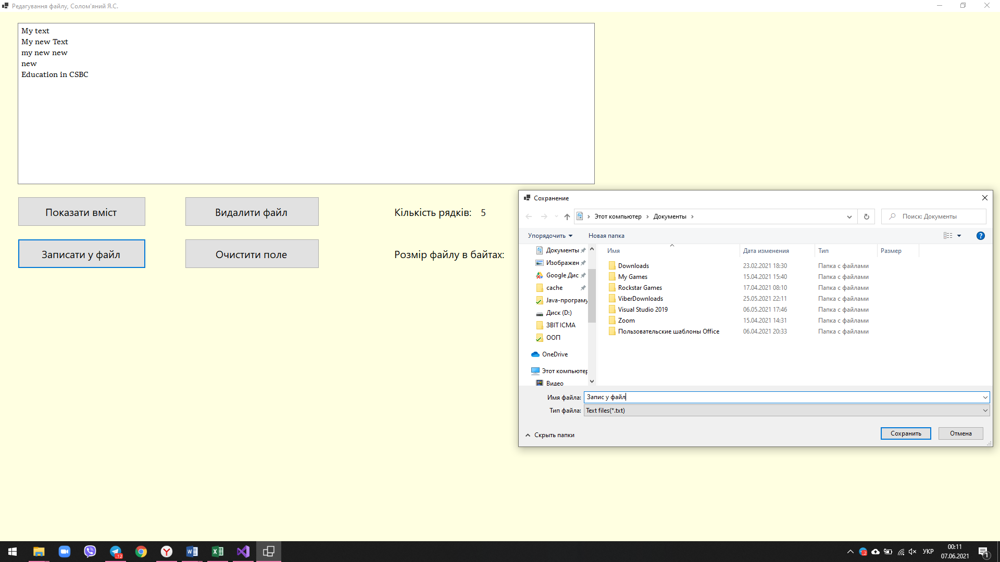 Редагування файлу, Солом'яний Я.С.
My text
My new Text
my new new
new
Education in CSBC
Показати вміст
Видалити файл
Кількість рядків: 5
Записати у файл
Очистити поле
Розмір файлу в байтах:
Сохранение
Этот компьютер
Документы
Поиск: Документы
Упорядочить
Новая папка
Документы
Изображен
Google Дис
cache
Java-програму
Диск (D:)
ЗВІТ ІСМА
ООП
OneDrive
Этот компьютер
Видео
Имя Дата изменения Тип Размер
Downloads 23.02.2021 18:30 Папка с файлами
My Games 15.04.2021 15:40 Папка с файлами
Rockstar Games 17.04.2021 08:10 Папка с файлами
ViberDownloads 25.05.2021 22:11 Папка с файлами
Visual Studio 2019 06.05.2021 17:46 Папка с файлами
Zoom 15.04.2021 14:31 Папка с файлами
Пользовательские шаблоны Office 06.04.2021 20:33 Папка с файлами
Имя файла: Запис у файл
Тип файла: Text files(*.txt)
Скрыть папки
Сохранить
Отмена
УКР
00:11
07.06.2021